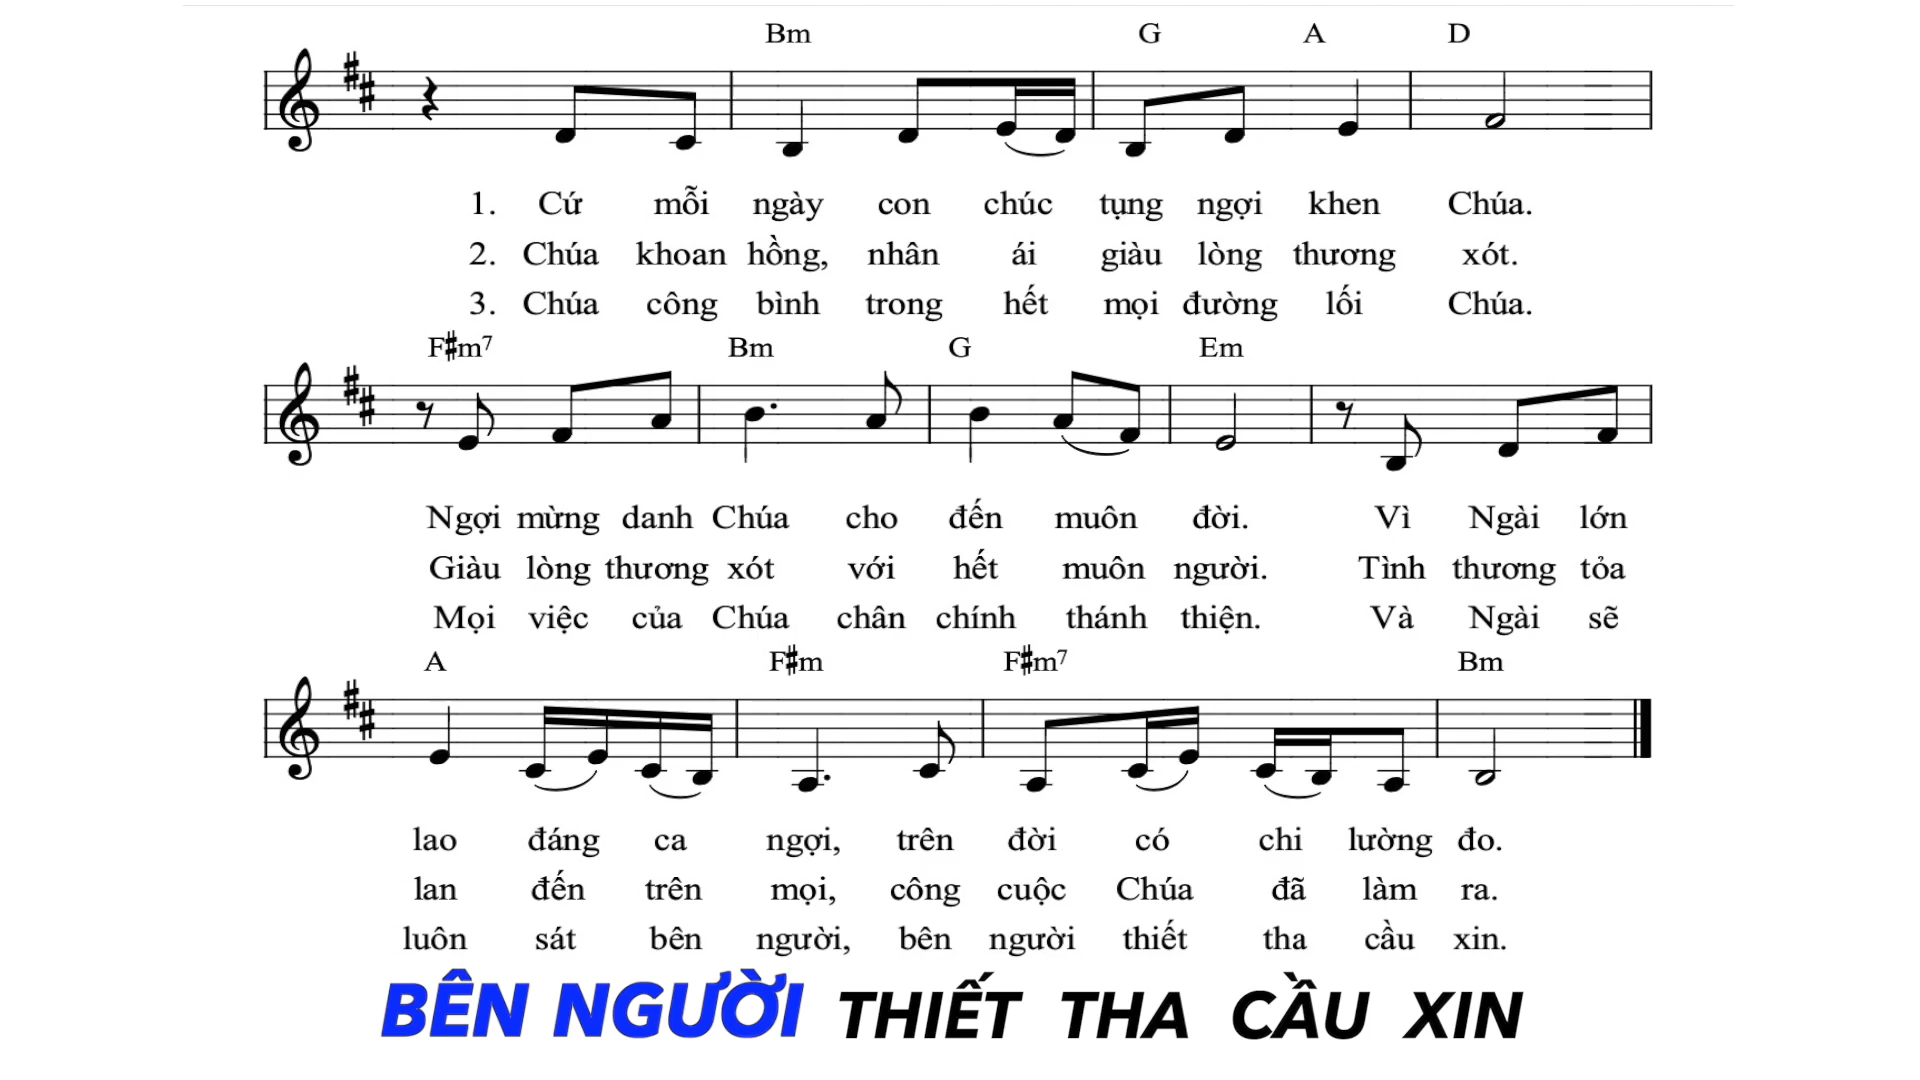 Bm G A D
1. Cứ mỗi ngày con chúc tụng ngợi khen Chúa.
2. Chúa khoan hồng, nhân ái giàu lòng thương xót.
3. Chúa công bình trong hết mọi đường lối Chúa.
F♯m7 Bm G Em
Ngợi mừng danh Chúa cho đến muôn đời. Vì Ngài lớn
Giàu lòng thương xót với hết muôn người. Tình thương tỏa
Mọi việc của Chúa chân chính thánh thiện. Và Ngài sẽ
A F♯m F♯m7 Bm
lao đáng ca ngợi, trên đời có chi lường đo.
lan đến trên mọi, công cuộc Chúa đã làm ra.
luôn sát bên người, bên người thiết tha cầu xin.
BÊN NGƯỜI THIẾT THA CẦU XIN